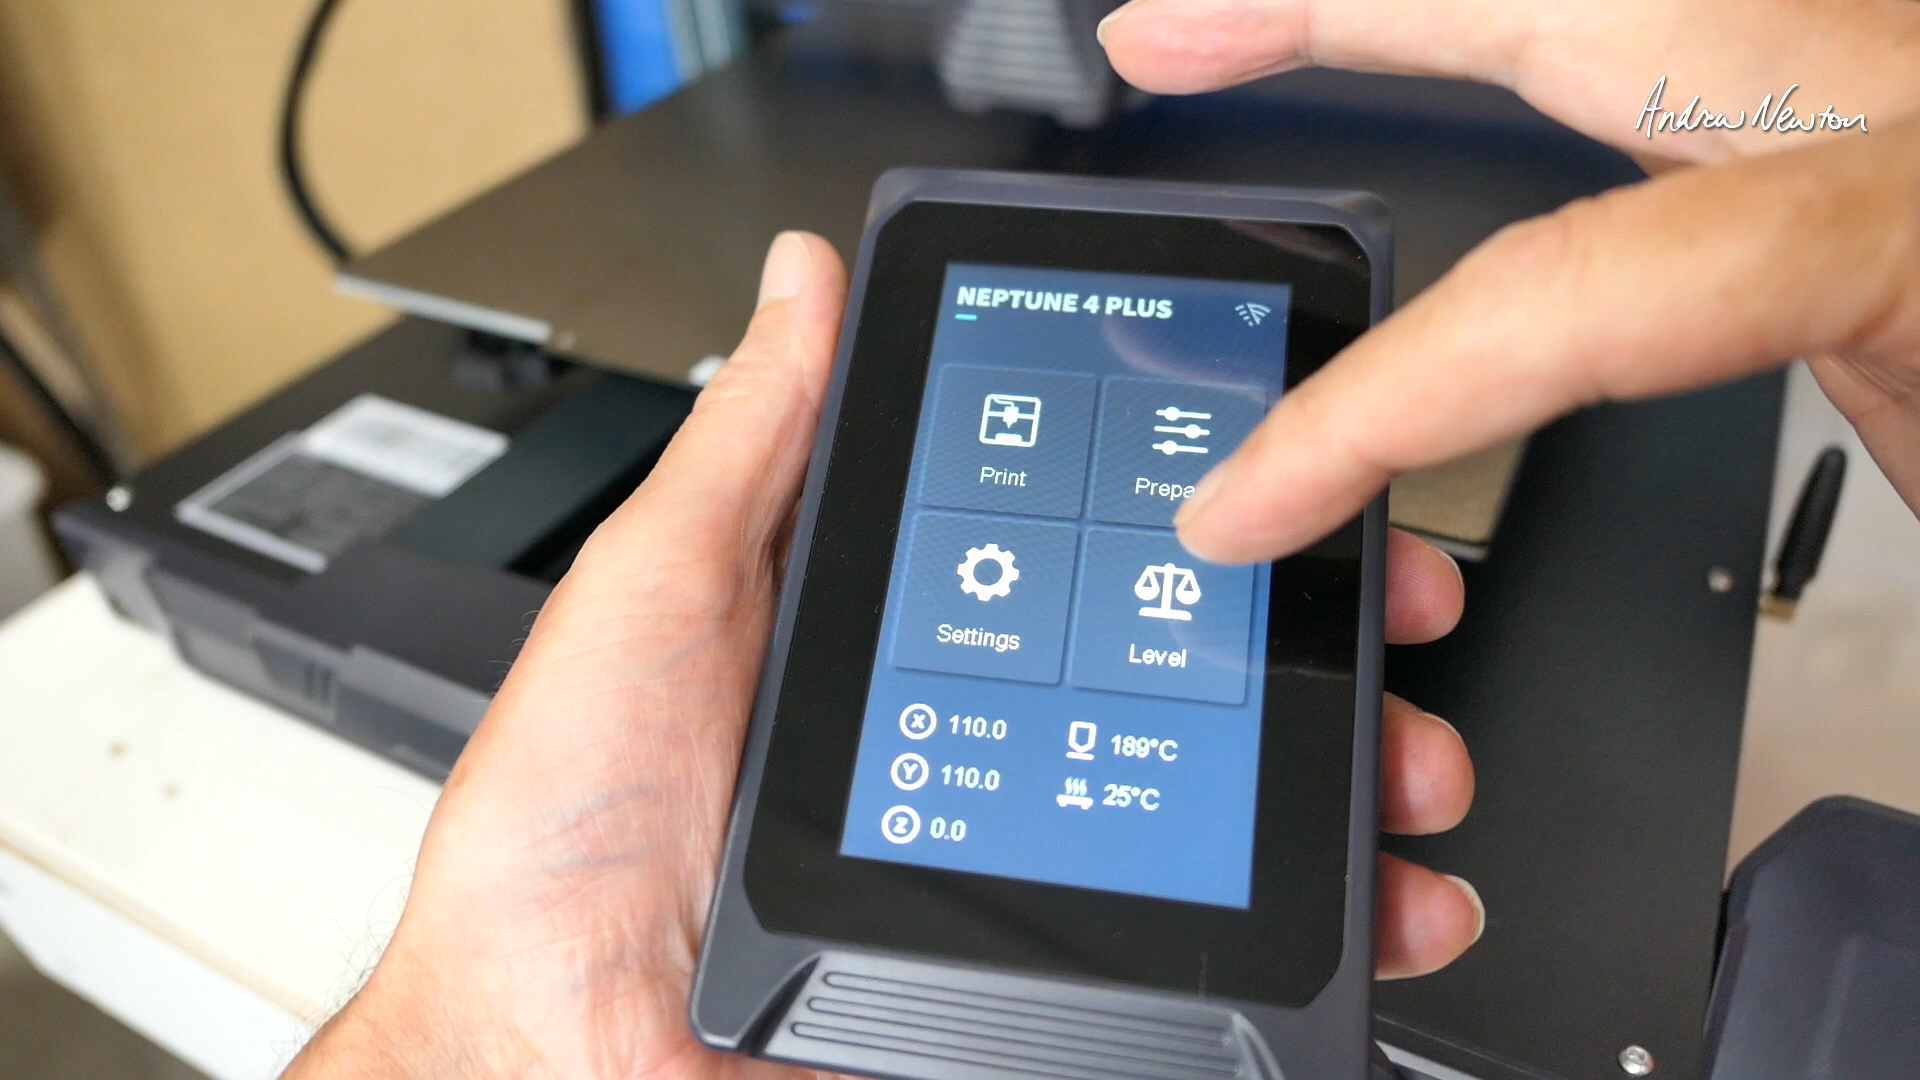 Andrew Newton
NEPTUNE 4 PLUS
Print
Prepa
Settings
Level
X 110.0
189°C
Y 110.0
25°C
Z 0.0